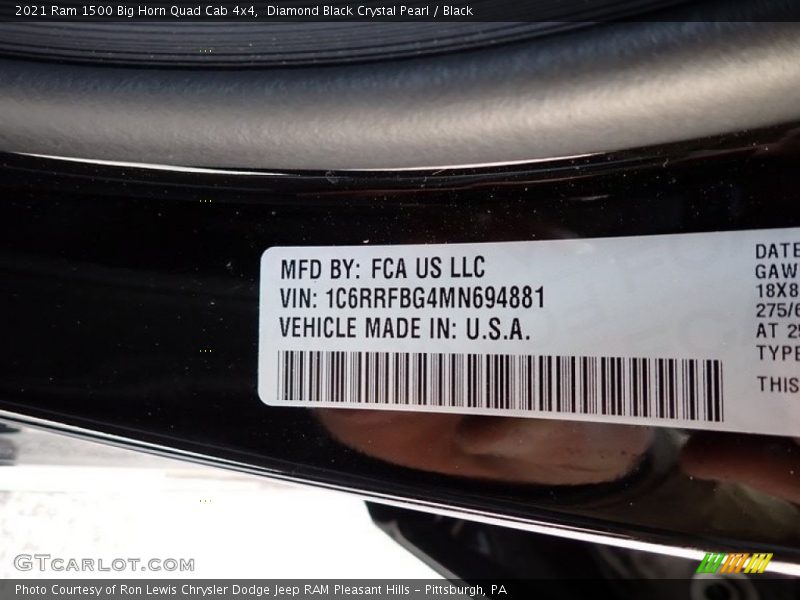 2021 Ram 1500 Big Horn Quad Cab 4x4,  Diamond Black Crystal Pearl / Black
MFD BY: FCA US LLC
VIN: 1C6RRFBG4MN694881
VEHICLE MADE IN: U.S.A.
DATE
GAW
18X8
275/6
AT 25
TYPE
THIS
GTCARLOT.COM
Photo Courtesy of Ron Lewis Chrysler Dodge Jeep RAM Pleasant Hills - Pittsburgh, PA